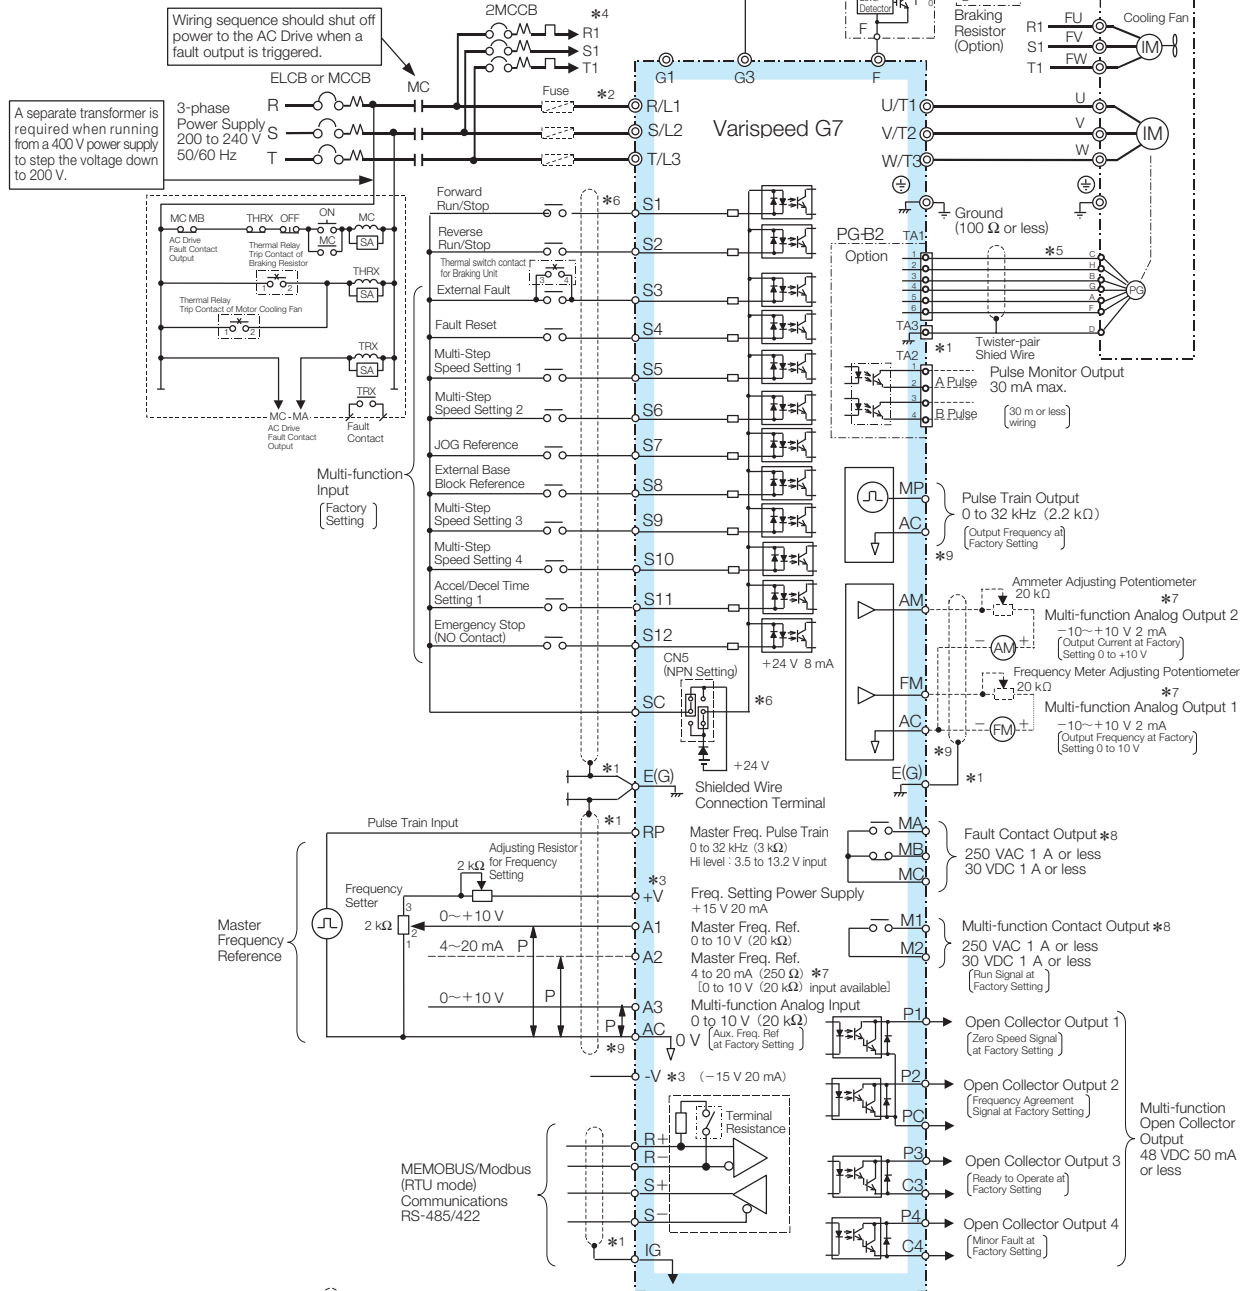 Wiring sequence should shut off
power to the AC Drive when a
fault output is triggered.
2MCCB
*4
R1
S1
T1
ELCB or MCCB
MC
Fuse
*2
A separate transformer is
required when running
from a 400 V power supply
to step the voltage down
to 200 V.
3-phase
Power Supply
200 to 240 V
50/60 Hz
R
S
T
R/L1
S/L2
T/L3
G1
G3
F
Detector
F
0
Braking
Resistor
(Option)
Cooling Fan
R1
S1
T1
FU
FV
FW
IM
Varispeed G7
U/T1
V/T2
W/T3
U
V
W
IM
Ground
(100 Ω or less)
MC MB
AC Drive
Fault Contact
Output
THRX
OFF
ON
MC
MC
SA
Thermal Relay
Trip Contact of
Braking Resistor
1
2
THRX
SA
Thermal Relay
Trip Contact of Motor Cooling Fan
1
2
TRX
SA
MC
MA
AC Drive
Fault Contact
Output
TRX
Fault
Contact
Multi-function
Input
Factory
Setting
Forward
Run/Stop
*6
S1
Reverse
Run/Stop
S2
Thermal switch contact
for Braking Unit
3
4
External Fault
S3
Fault Reset
S4
Multi-Step
Speed Setting 1
S5
Multi-Step
Speed Setting 2
S6
JOG Reference
S7
External Base
Block Reference
S8
Multi-Step
Speed Setting 3
S9
Multi-Step
Speed Setting 4
S10
Accel/Decel Time
Setting 1
S11
Emergency Stop
(NO Contact)
S12
CN5
(NPN Setting)
+24 V 8 mA
SC
*6
+24 V
*1
E(G)
Shielded Wire
Connection Terminal
PG-B2
Option
TA1
1
2
3
4
5
6
*5
C
H
B
G
A
F
D
PG
TA3
*1
Twister-pair
Shied Wire
TA2
1
2
3
4
A Pulse
B Pulse
Pulse Monitor Output
30 mA max.
(30 m or less
wiring)
MP
AC
*9
Pulse Train Output
0 to 32 kHz (2.2 kΩ)
Output Frequency at
Factory Setting
Ammeter Adjusting Potentiometer
20 kΩ
*7
AM
Multi-function Analog Output 2
−10～+10 V 2 mA
Output Current at Factory
Setting 0 to +10 V
−
AM
+
Frequency Meter Adjusting Potentiometer
20 kΩ
*7
FM
Multi-function Analog Output 1
−10～+10 V 2 mA
Output Frequency at Factory
Setting 0 to 10 V
AC
−
FM
+
*9
E(G)
*1
Master
Frequency
Reference
Pulse Train Input
*1
RP
Master Freq. Pulse Train
0 to 32 kHz (3 kΩ)
Hi level : 3.5 to 13.2 V input
Adjusting Resistor
for Frequency
Setting
2 kΩ
Frequency
Setter
2 kΩ
3
2
1
*3
+V
Freq. Setting Power Supply
+15 V 20 mA
0～+10 V
A1
Master Freq. Ref.
0 to 10 V (20 kΩ)
4～20 mA
P
A2
Master Freq. Ref.
4 to 20 mA (250 Ω) *7
[0 to 10 V (20 kΩ) input available]
0～+10 V
P
A3
Multi-function Analog Input
0 to 10 V (20 kΩ)
P
AC
0 V
Aux. Freq. Ref
at Factory Setting
*9
-V *3 (−15 V 20 mA)
MA
MB
MC
Fault Contact Output *8
250 VAC 1 A or less
30 VDC 1 A or less
M1
M2
Multi-function Contact Output *8
250 VAC 1 A or less
30 VDC 1 A or less
Run Signal at
Factory Setting
P1
Open Collector Output 1
Zero Speed Signal
at Factory Setting
P2
Open Collector Output 2
Frequency Agreement
Signal at Factory Setting
PC
P3
Open Collector Output 3
Ready to Operate at
Factory Setting
C3
P4
Open Collector Output 4
Minor Fault at
Factory Setting
C4
Multi-function
Open Collector
Output
48 VDC 50 mA
or less
MEMOBUS/Modbus
(RTU mode)
Communications
RS-485/422
Terminal
Resistance
R+
R−
S+
S−
*1
IG